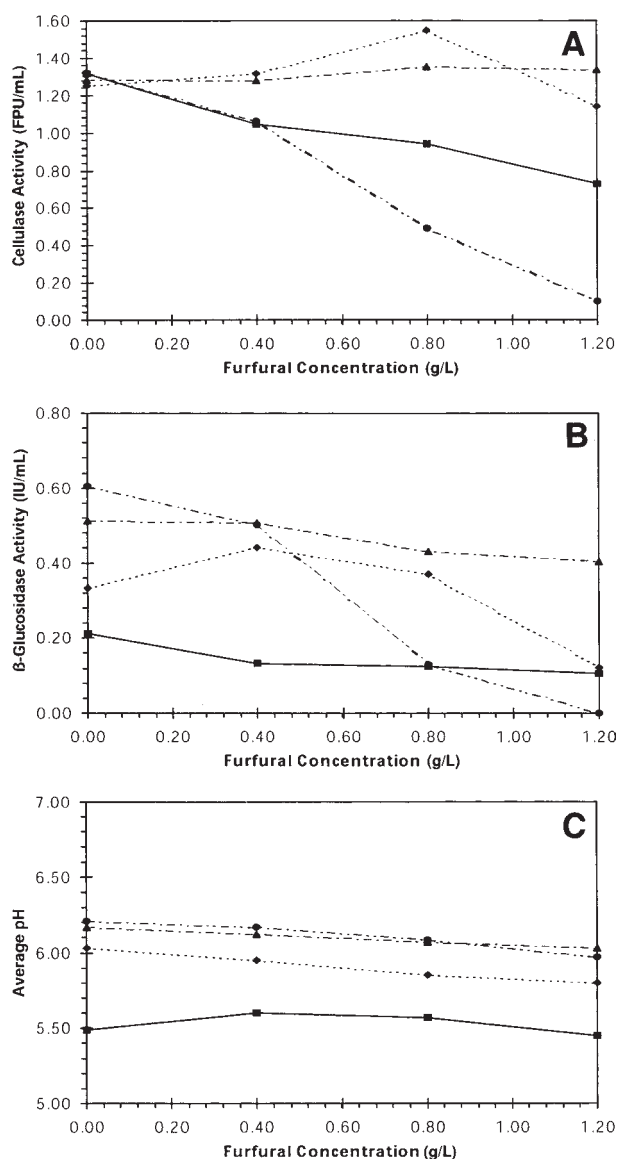 A
Cellulase Activity (FPU/mL)
1.60
1.40
1.20
1.00
0.80
0.60
0.40
0.20
0.00
0.00 0.20 0.40 0.60 0.80 1.00 1.20
Furfural Concentration (g/L)
B
ß-Glucosidase Activity (IU/mL)
0.80
0.60
0.40
0.20
0.00
0.00 0.20 0.40 0.60 0.80 1.00 1.20
Furfural Concentration (g/L)
C
Average pH
7.00
6.50
6.00
5.50
5.00
0.00 0.20 0.40 0.60 0.80 1.00 1.20
Furfural Concentration (g/L)